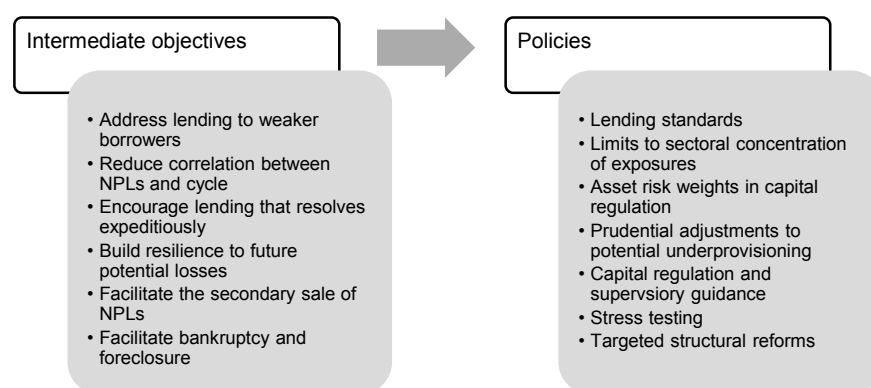 Intermediate objectives
• Address lending to weaker
borrowers
• Reduce correlation between
NPLs and cycle
• Encourage lending that resolves
expeditiously
• Build resilience to future
potential losses
• Facilitate the secondary sale of
NPLs
• Facilitate bankruptcy and
foreclosure
Policies
• Lending standards
• Limits to sectoral concentration
of exposures
• Asset risk weights in capital
regulation
• Prudential adjustments to
potential underprovisioning
• Capital regulation and
supervsiory guidance
• Stress testing
• Targeted structural reforms